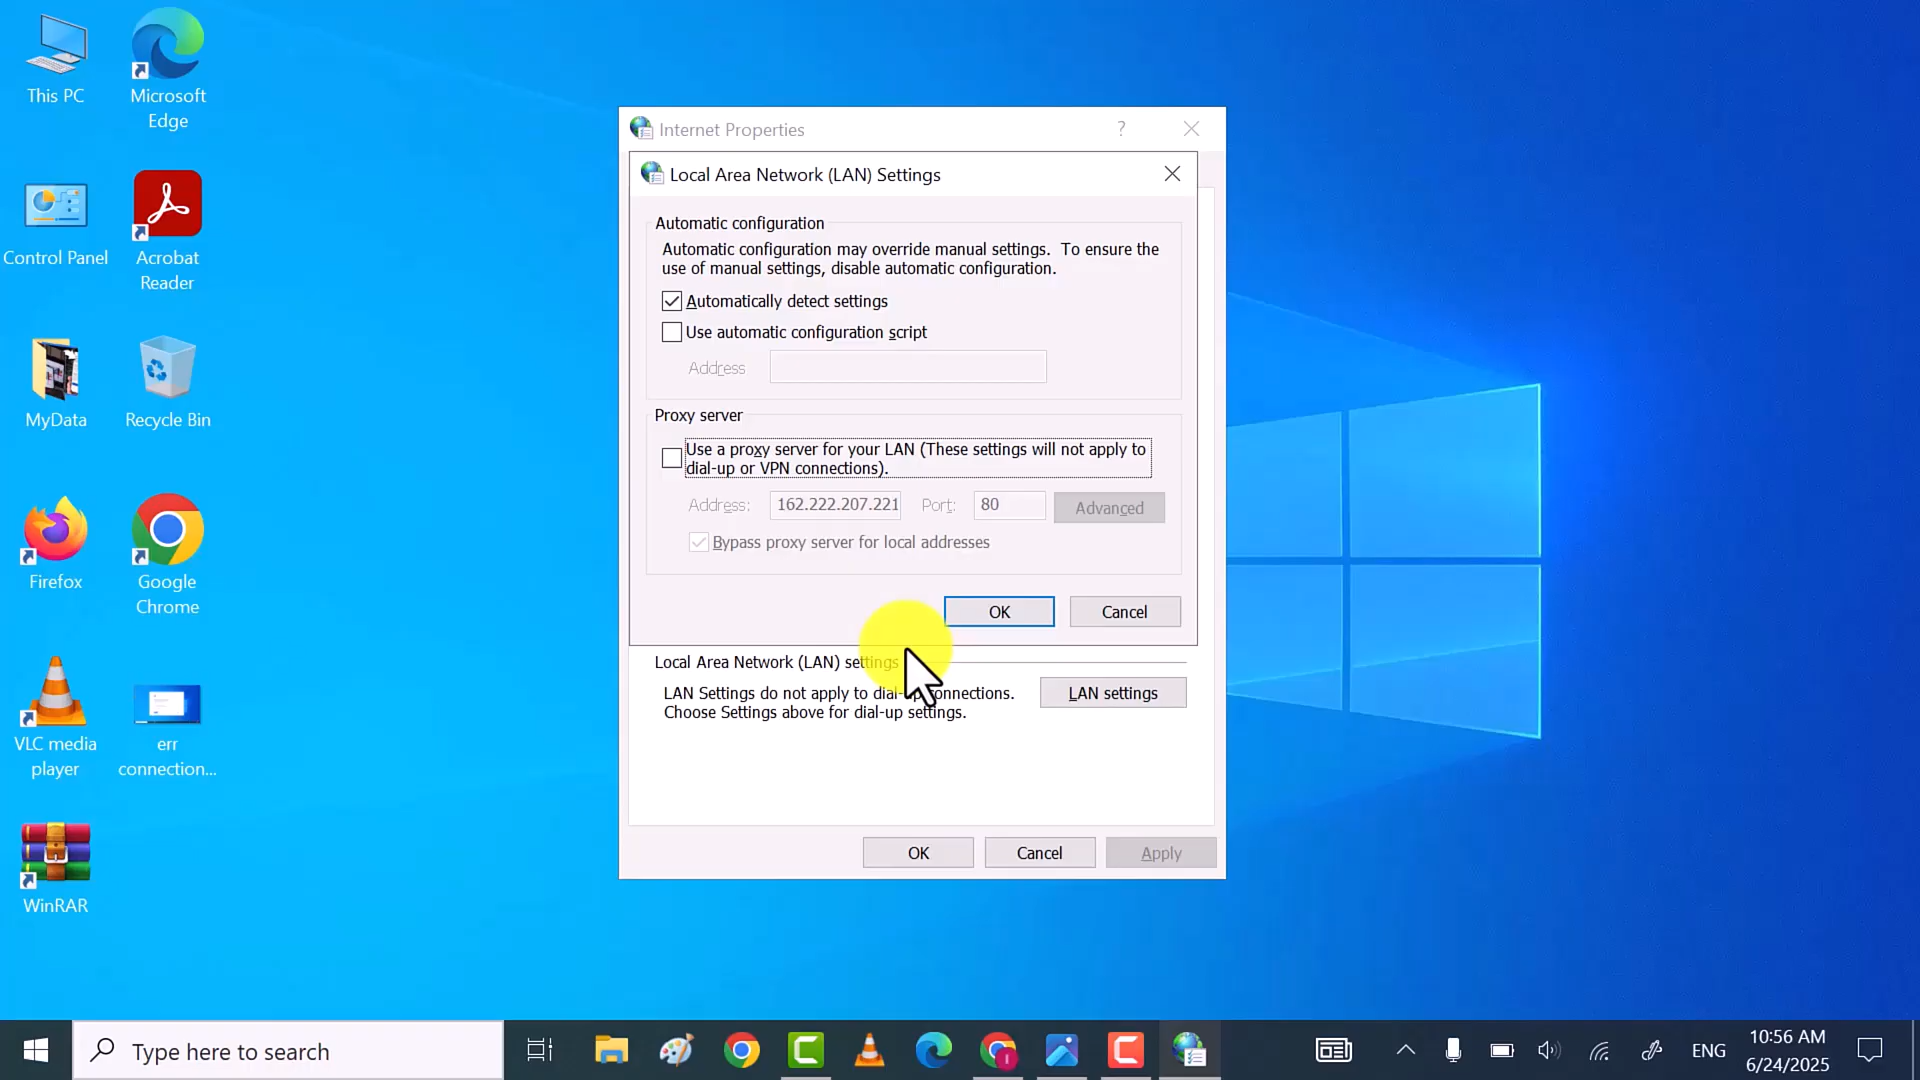 This PC
Microsoft
Edge
Control Panel
Acrobat
Reader
MyData
Recycle Bin
Firefox
Google
Chrome
VLC media
player
err
connection...
WinRAR
Internet Properties
?
Local Area Network (LAN) Settings
Automatic configuration
Automatic configuration may override manual settings.  To ensure the
use of manual settings, disable automatic configuration.
Automatically detect settings
Use automatic configuration script
Address
Proxy server
Use a proxy server for your LAN (These settings will not apply to
dial-up or VPN connections).
Address: 162.222.207.221 Port: 80 Advanced
Bypass proxy server for local addresses
OK Cancel
Local Area Network (LAN) settings
LAN Settings do not apply to dial-up connections.
Choose Settings above for dial-up settings.
LAN settings
OK Cancel Apply
Type here to search
ENG
10:56 AM
6/24/2025